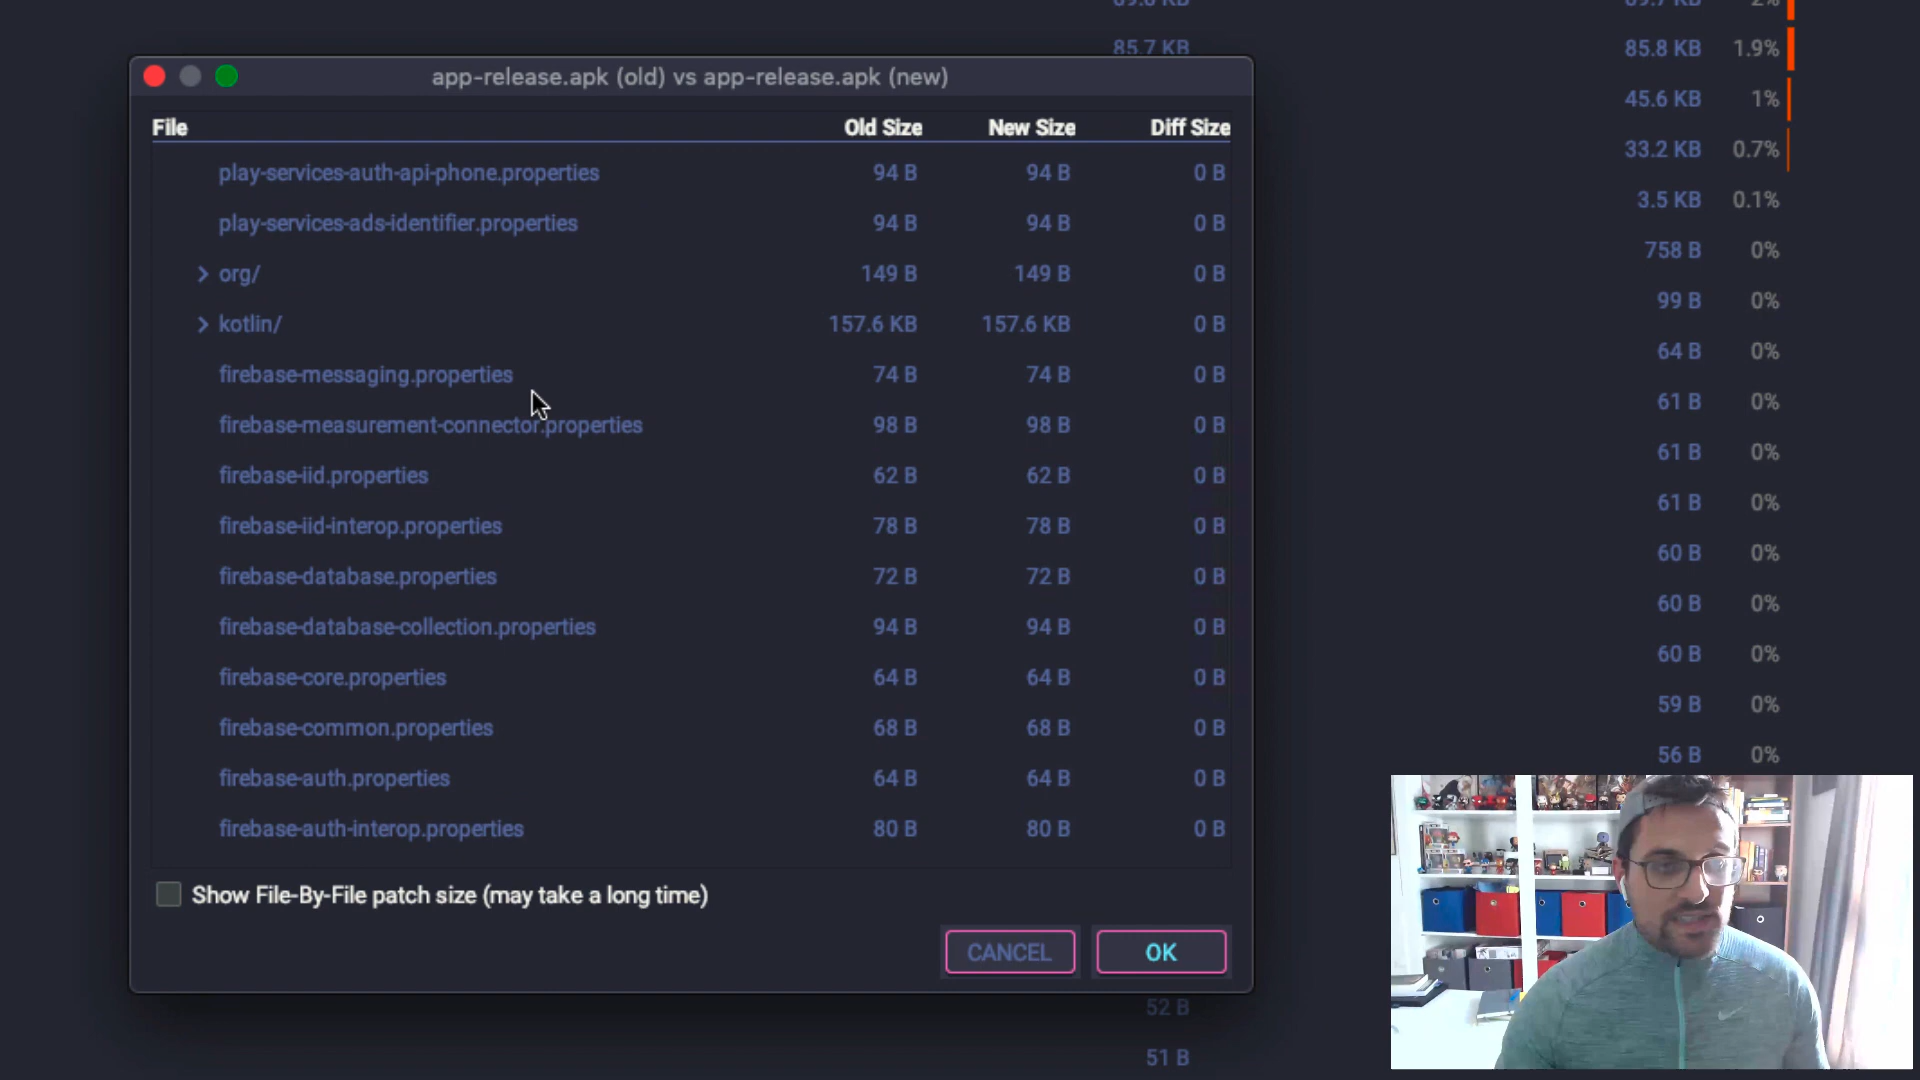 85.7 KB 85.8 KB 1.9%
app-release.apk (old) vs app-release.apk (new)
45.6 KB 1%
File Old Size New Size Diff Size
33.2 KB 0.7%
play-services-auth-api-phone.properties 94 B 94 B 0 B
3.5 KB 0.1%
play-services-ads-identifier.properties 94 B 94 B 0 B
758 B 0%
org/ 149 B 149 B 0 B
99 B 0%
kotlin/ 157.6 KB 157.6 KB 0 B
64 B 0%
firebase-messaging.properties 74 B 74 B 0 B
61 B 0%
firebase-measurement-connector.properties 98 B 98 B 0 B
61 B 0%
firebase-iid.properties 62 B 62 B 0 B
61 B 0%
firebase-iid-interop.properties 78 B 78 B 0 B
60 B 0%
firebase-database.properties 72 B 72 B 0 B
60 B 0%
firebase-database-collection.properties 94 B 94 B 0 B
60 B 0%
firebase-core.properties 64 B 64 B 0 B
59 B 0%
firebase-common.properties 68 B 68 B 0 B
56 B 0%
firebase-auth.properties 64 B 64 B 0 B
firebase-auth-interop.properties 80 B 80 B 0 B
Show File-By-File patch size (may take a long time)
CANCEL OK
52 B
51 B